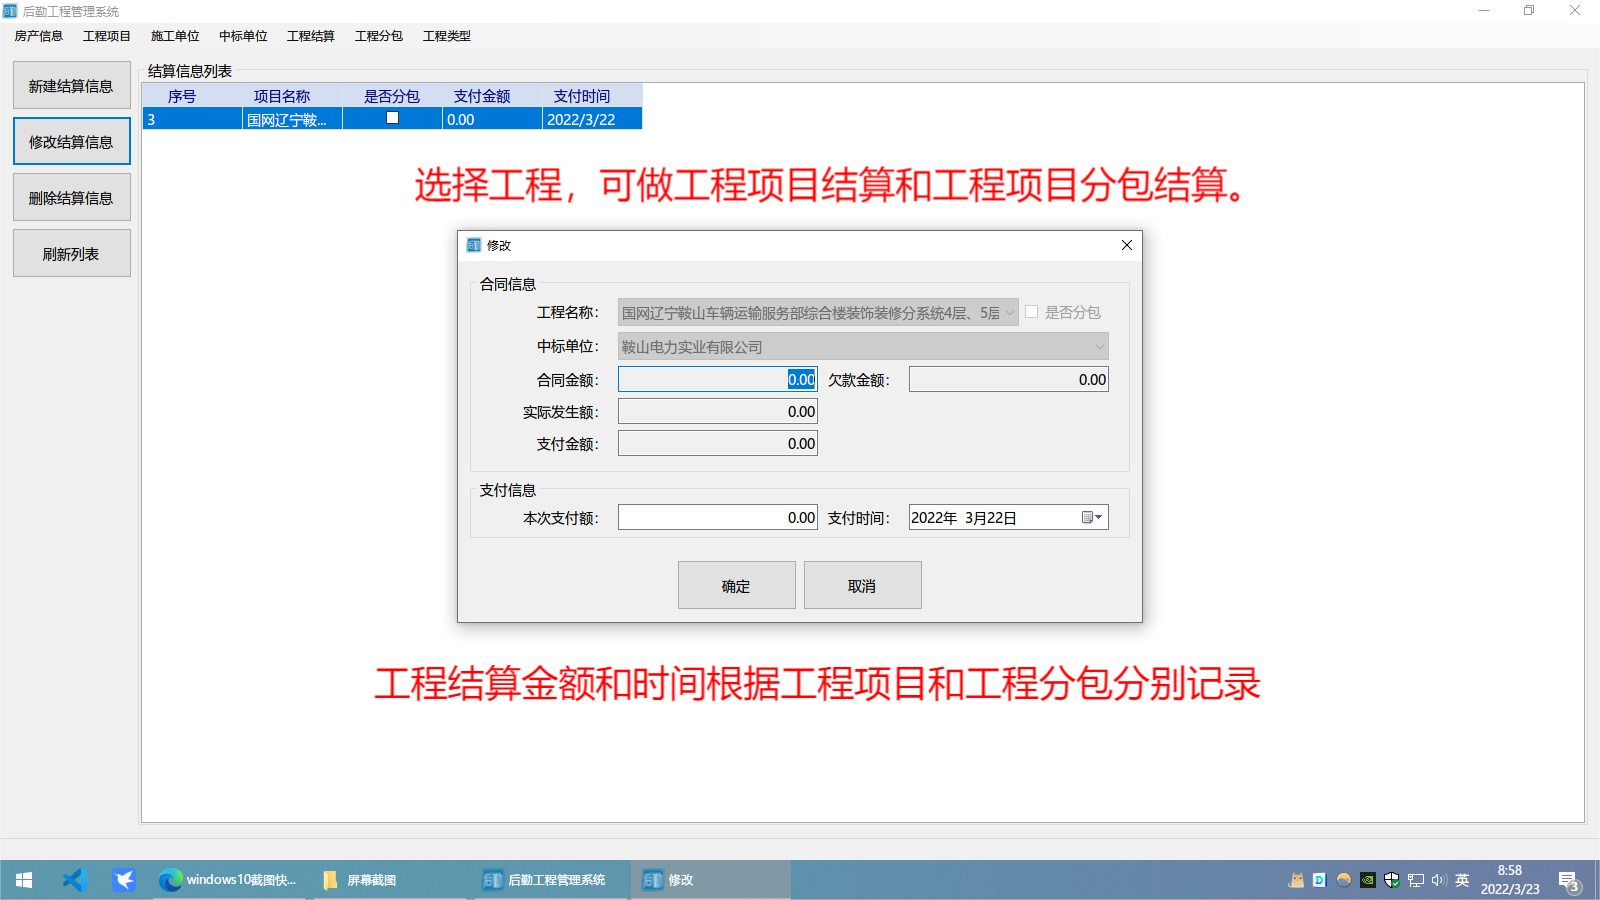 后勤工程管理系统
房产信息 工程项目 施工单位 中标单位 工程结算 工程分包 工程类型
新建结算信息
修改结算信息
删除结算信息
刷新列表
结算信息列表
序号 项目名称 是否分包 支付金额 支付时间
3 国网辽宁鞍... 0.00 2022/3/22
选择工程，可做工程项目结算和工程项目分包结算。
修改
合同信息
工程名称： 国网辽宁鞍山车辆运输服务部综合楼装饰装修分系统4层、5层 是否分包
中标单位： 鞍山电力实业有限公司
合同金额： 0.00 欠款金额： 0.00
实际发生额： 0.00
支付金额： 0.00
支付信息
本次支付额： 0.00 支付时间： 2022年 3月22日
确定 取消
工程结算金额和时间根据工程项目和工程分包分别记录
windows10截图快... 屏幕截图 后勤工程管理系统 修改 英 8:58
2022/3/23 3